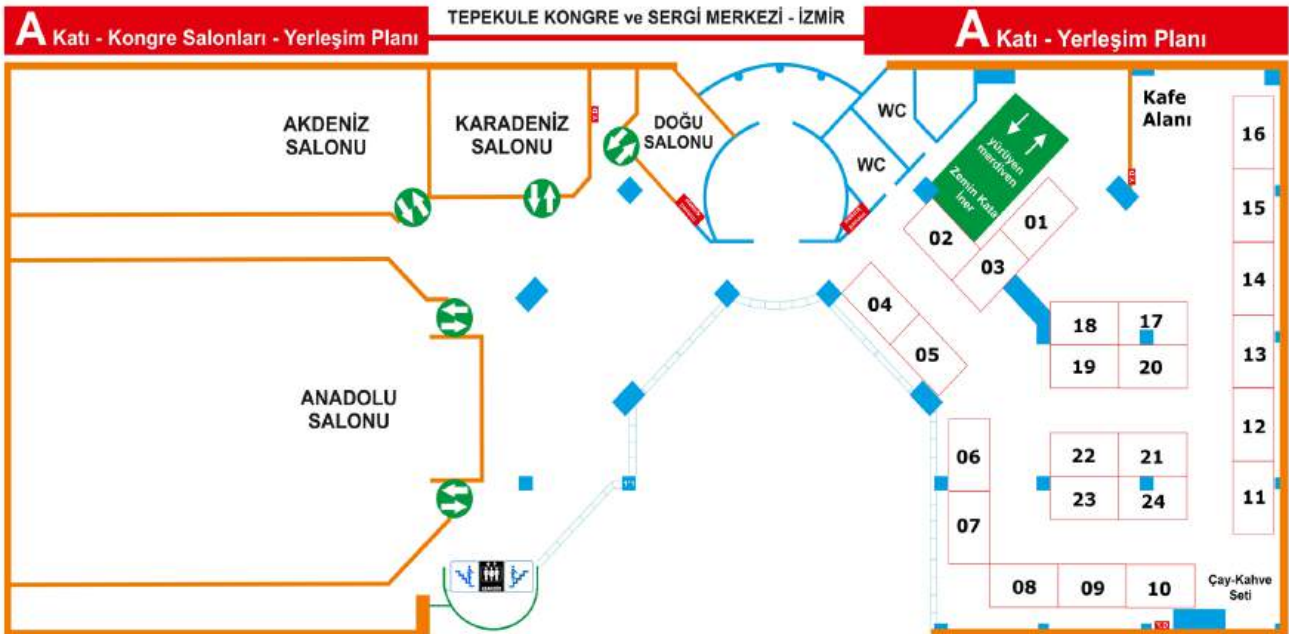 A Katı - Kongre Salonları - Yerleşim Planı
TEPEKULE KONGRE ve SERGİ MERKEZİ - İZMİR
A Katı - Yerleşim Planı
AKDENİZ
SALONU
KARADENİZ
SALONU
Y.D
DOĞU
SALONU
WC
WC
yürüyen
merdiven
Zemin Kata
iner
Kafe
Alanı
Y.D
ANADOLU
SALONU
01
02
03
04
05
06
07
08
09
10
11
12
13
14
15
16
17
18
19
20
21
22
23
24
Çay-Kahve
Seti
Y.D